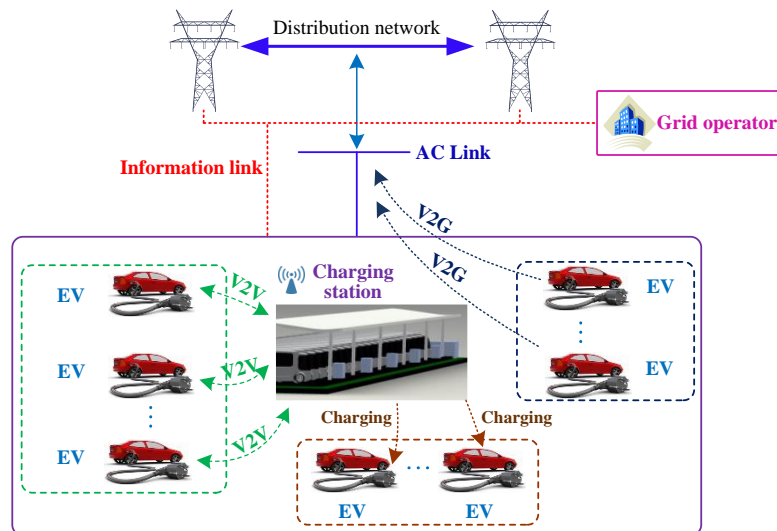 Distribution network
Grid operator
AC Link
Information link
V2G
V2G
Charging
station
EV
V2V
EV
EV
V2V
EV
EV
V2V
Charging
Charging
EV
EV
EV